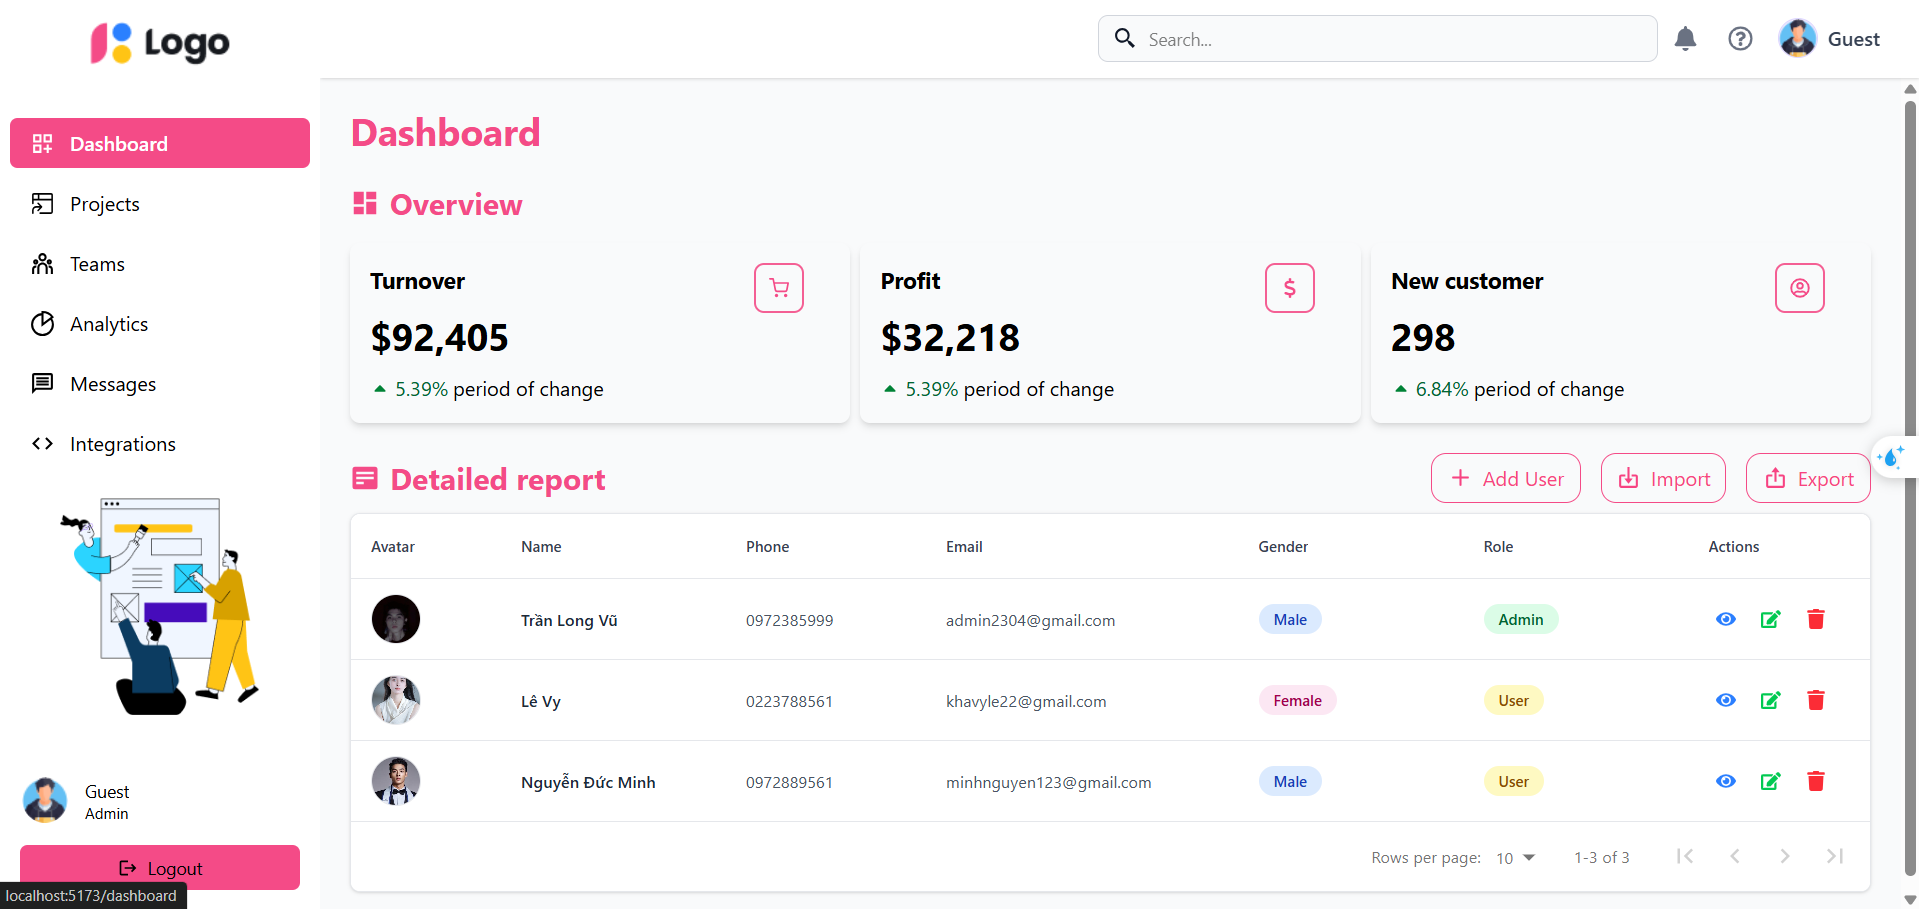 Logo
Search...
Guest
Dashboard
Projects
Teams
Analytics
Messages
Integrations
Guest
Admin
Logout
localhost:5173/dashboard
Dashboard
Overview
Turnover
$92,405
5.39% period of change
Profit
$32,218
5.39% period of change
New customer
298
6.84% period of change
Detailed report
Add User
Import
Export
Avatar Name Phone Email Gender Role Actions
Trần Long Vũ 0972385999 admin2304@gmail.com Male Admin
Lê Vy 0223788561 khavyle22@gmail.com Female User
Nguyễn Đức Minh 0972889561 minhnguyen123@gmail.com Male User
Rows per page: 10 1-3 of 3